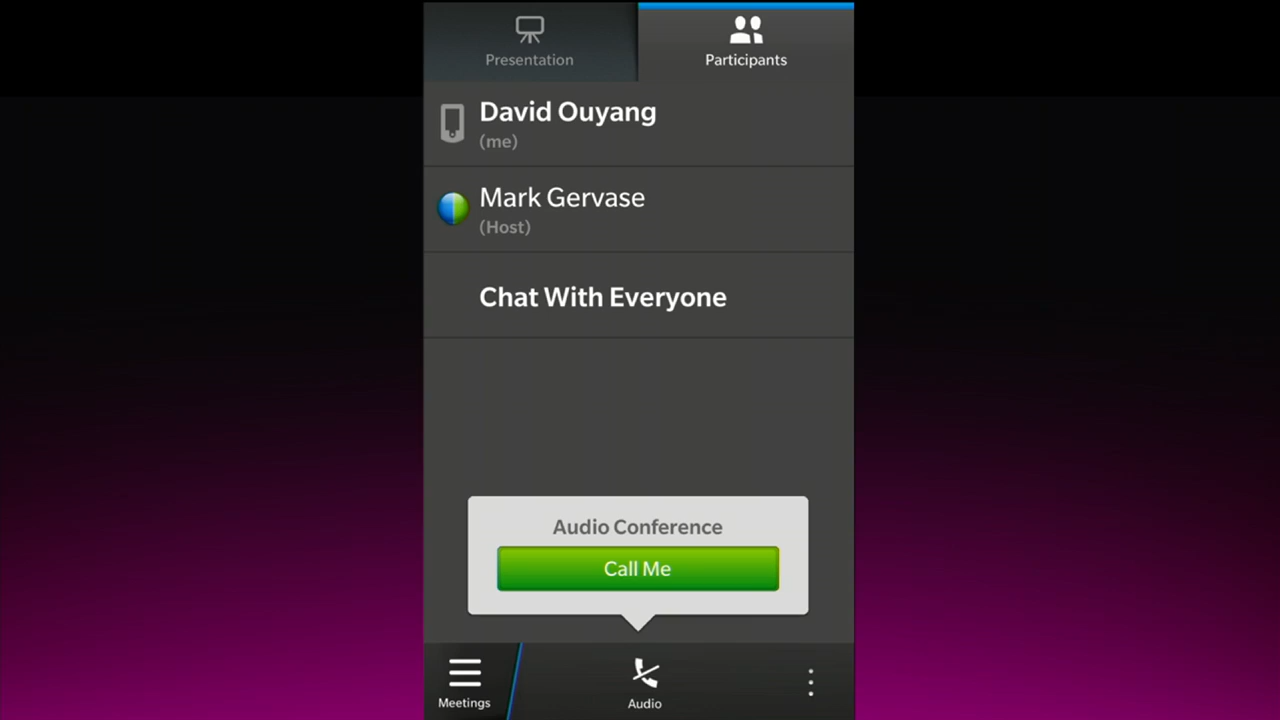 Presentation
Participants
David Ouyang
(me)
Mark Gervase
(Host)
Chat With Everyone
Audio Conference
Call Me
Meetings
Audio